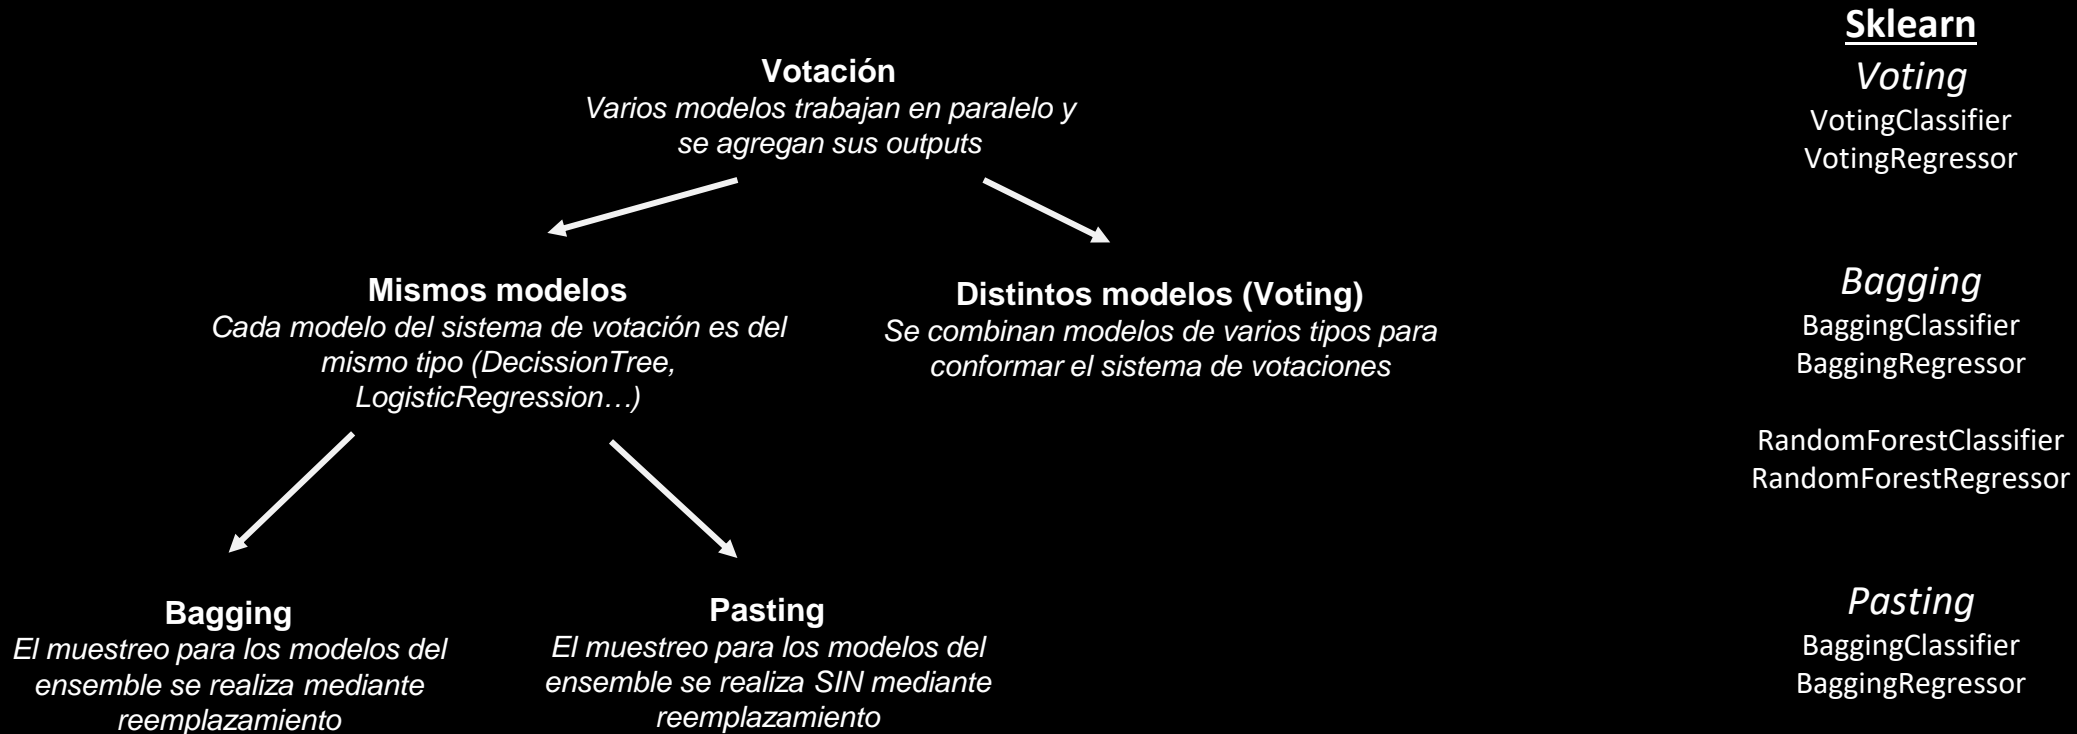 Votación
Varios modelos trabajan en paralelo y
se agregan sus outputs
Mismos modelos
Cada modelo del sistema de votación es del
mismo tipo (DecissionTree,
LogisticRegression…)
Distintos modelos (Voting)
Se combinan modelos de varios tipos para
conformar el sistema de votaciones
Bagging
El muestreo para los modelos del
ensemble se realiza mediante
reemplazamiento
Pasting
El muestreo para los modelos del
ensemble se realiza SIN mediante
reemplazamiento
Sklearn
Voting
VotingClassifier
VotingRegressor
Bagging
BaggingClassifier
BaggingRegressor
RandomForestClassifier
RandomForestRegressor
Pasting
BaggingClassifier
BaggingRegressor